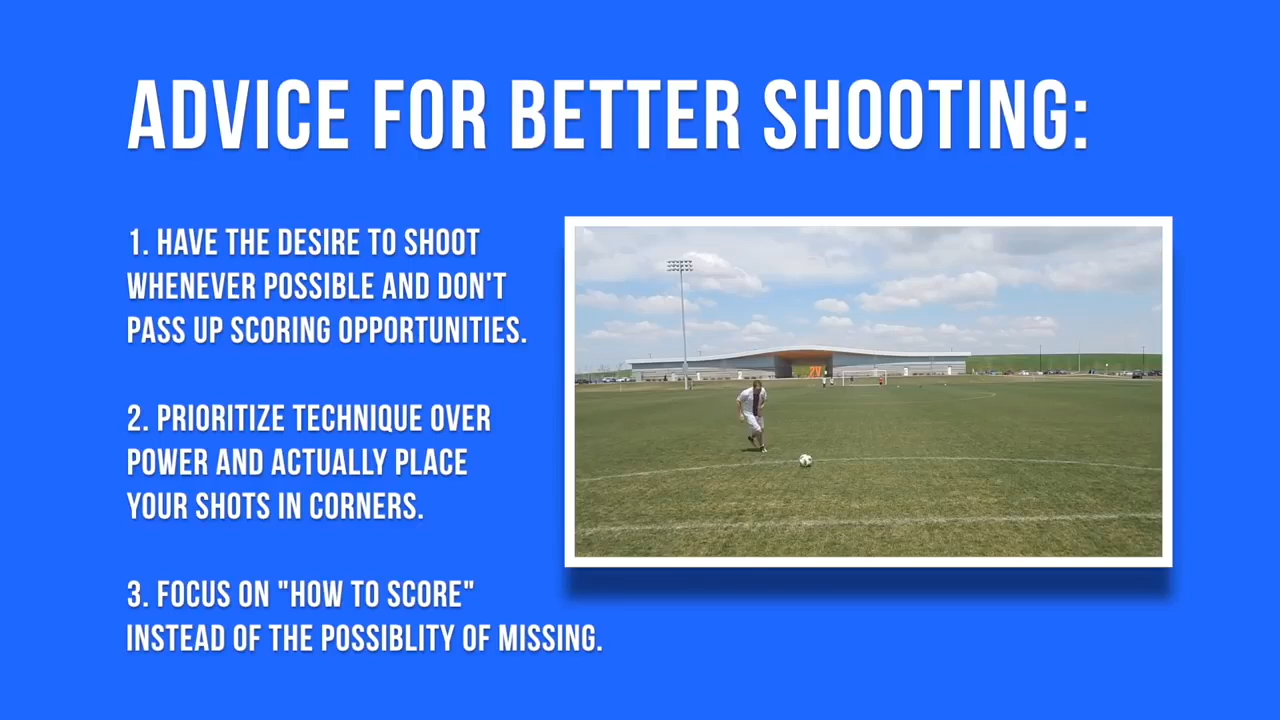 ADVICE FOR BETTER SHOOTING:
1. HAVE THE DESIRE TO SHOOT
WHENEVER POSSIBLE AND DON'T
PASS UP SCORING OPPORTUNITIES.
2. PRIORITIZE TECHNIQUE OVER
POWER AND ACTUALLY PLACE
YOUR SHOTS IN CORNERS.
3. FOCUS ON "HOW TO SCORE"
INSTEAD OF THE POSSIBLITY OF MISSING.